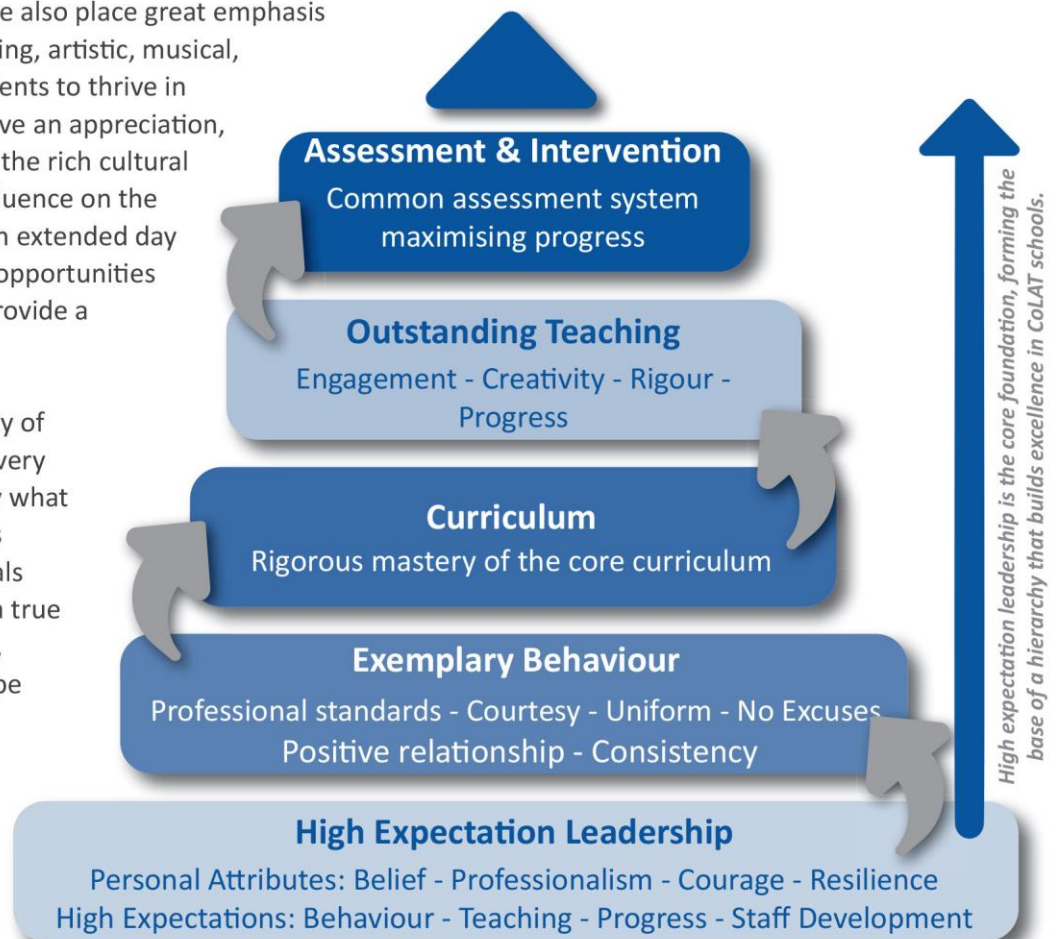 e also place great emphasis
ing, artistic, musical,
ents to thrive in
ve an appreciation,
the rich cultural
uence on the
n extended day
opportunities
rovide a
y of
very
what
s
als
true
be
Assessment & Intervention
Common assessment system
maximising progress
Outstanding Teaching
Engagement - Creativity - Rigour -
Progress
Curriculum
Rigorous mastery of the core curriculum
Exemplary Behaviour
Professional standards - Courtesy - Uniform - No Excuses
Positive relationship - Consistency
High Expectation Leadership
Personal Attributes: Belief - Professionalism - Courage - Resilience
High Expectations: Behaviour - Teaching - Progress - Staff Development
High expectation leadership is the core foundation, forming the
base of a hierarchy that builds excellence in CoLAT schools.